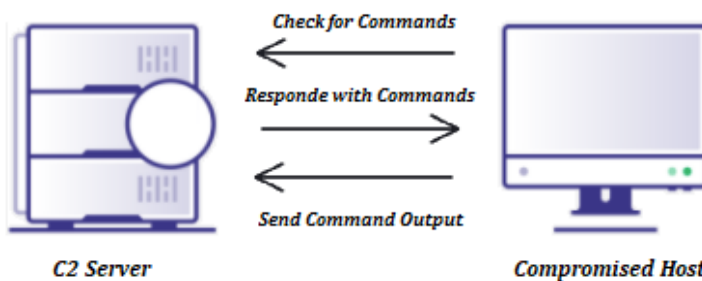 Check for Commands
Responde with Commands
Send Command Output
C2 Server
Compromised Host